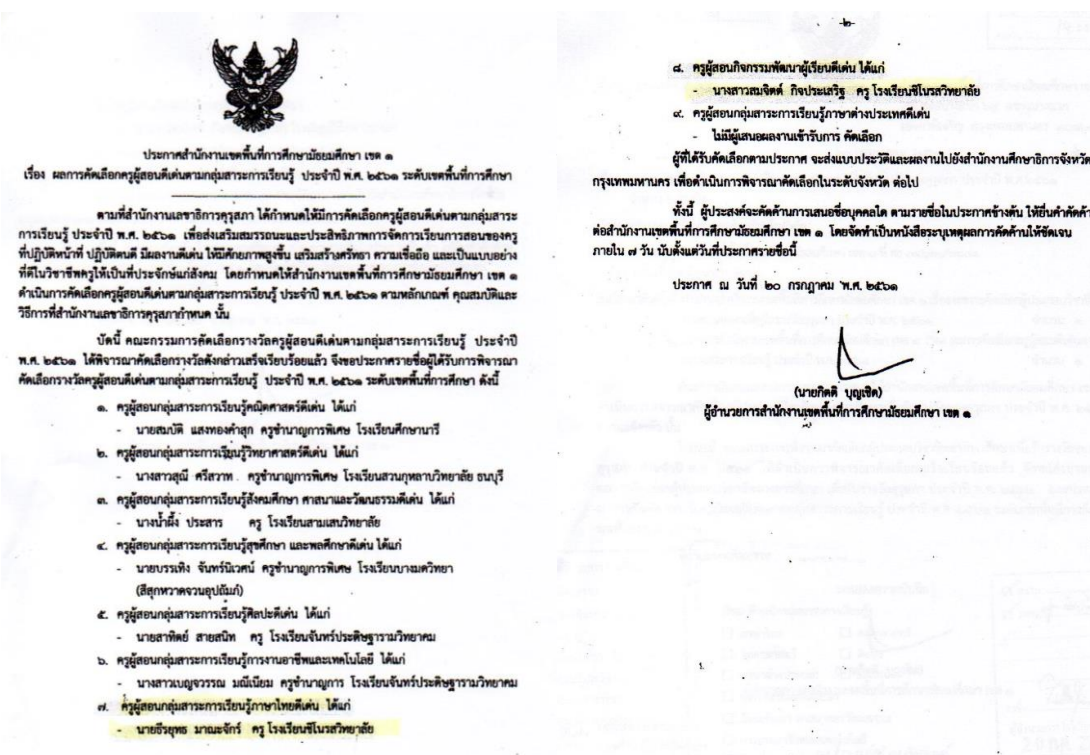 ประกาศสำนักงานเขตพื้นที่การศึกษามัธยมศึกษา เขต ๑
เรื่อง ผลการคัดเลือกครูผู้สอนดีเด่นตามกลุ่มสาระการเรียนรู้ ประจำปี พ.ศ. ๒๕๖๑ ระดับเขตพื้นที่การศึกษา
ตามที่สำนักงานเลขาธิการคุรุสภา ได้กำหนดให้มีการคัดเลือกครูผู้สอนดีเด่นตามกลุ่มสาระ
การเรียนรู้ ประจำปี พ.ศ. ๒๕๖๑ เพื่อส่งเสริมสมรรถนะและประสิทธิภาพการจัดการเรียนการสอนของครู
ที่ปฏิบัติหน้าที่ ปฏิบัติตนดี มีผลงานดีเด่น ให้มีศักยภาพสูงขึ้น เสริมสร้างศรัทธา ความเชื่อถือ และเป็นแบบอย่าง
ที่ดีในวิชาชีพครูให้เป็นที่ประจักษ์แก่สังคม โดยกำหนดให้สำนักงานเขตพื้นที่การศึกษามัธยมศึกษา เขต ๑
ดำเนินการคัดเลือกครูผู้สอนดีเด่นตามกลุ่มสาระการเรียนรู้ ประจำปี พ.ศ. ๒๕๖๑ ตามหลักเกณฑ์ คุณสมบัติและ
วิธีการที่สำนักงานเลขาธิการคุรุสภากำหนด นั้น
บัดนี้ คณะกรรมการคัดเลือกรางวัลครูผู้สอนดีเด่นตามกลุ่มสาระการเรียนรู้ ประจำปี
พ.ศ. ๒๕๖๑ ได้พิจารณาคัดเลือกรางวัลดังกล่าวเสร็จเรียบร้อยแล้ว จึงขอประกาศรายชื่อผู้ได้รับการพิจารณา
คัดเลือกรางวัลครูผู้สอนดีเด่นตามกลุ่มสาระการเรียนรู้ ประจำปี พ.ศ. ๒๕๖๑ ระดับเขตพื้นที่การศึกษา ดังนี้
๑. ครูผู้สอนกลุ่มสาระการเรียนรู้คณิตศาสตร์ดีเด่น ได้แก่
- นายสมบัติ แสงทองคำสุก ครูชำนาญการพิเศษ โรงเรียนศึกษานารี
๒. ครูผู้สอนกลุ่มสาระการเรียนรู้วิทยาศาสตร์ดีเด่น ได้แก่
- นางสาวสุณี ศรีสวาท ครูชำนาญการพิเศษ โรงเรียนสวนกุหลาบวิทยาลัย ธนบุรี
๓. ครูผู้สอนกลุ่มสาระการเรียนรู้สังคมศึกษา ศาสนาและวัฒนธรรมดีเด่น ได้แก่
- นางน้ำผึ้ง ประสาร ครู โรงเรียนสามเสนวิทยาลัย
๔. ครูผู้สอนกลุ่มสาระการเรียนรู้สุขศึกษา และพลศึกษาดีเด่น ได้แก่
- นายบรรเทิง จันทร์นิเวศน์ ครูชำนาญการพิเศษ โรงเรียนบางมดวิทยา
(สีสุกหวาดจวนอุปถัมภ์)
๕. ครูผู้สอนกลุ่มสาระการเรียนรู้ศิลปะดีเด่น ได้แก่
- นายสาทิตย์ สายสนิท ครู โรงเรียนจันทร์ประดิษฐารามวิทยาคม
๖. ครูผู้สอนกลุ่มสาระการเรียนรู้การงานอาชีพและเทคโนโลยี ได้แก่
- นางสาวเบญจวรรณ มณีเนียม ครูชำนาญการ โรงเรียนจันทร์ประดิษฐารามวิทยาคม
๗. ครูผู้สอนกลุ่มสาระการเรียนรู้ภาษาไทยดีเด่น ได้แก่
- นายธีรยุทธ มาณะจักร์ ครู โรงเรียนชิโนรสวิทยาลัย
-๒-
๘. ครูผู้สอนกิจกรรมพัฒนาผู้เรียนดีเด่น ได้แก่
- นางสาวสมจิตต์ กิจประเสริฐ ครู โรงเรียนชิโนรสวิทยาลัย
๙. ครูผู้สอนกลุ่มสาระการเรียนรู้ภาษาต่างประเทศดีเด่น
- ไม่มีผู้เสนอผลงานเข้ารับการ คัดเลือก
ผู้ที่ได้รับคัดเลือกตามประกาศ จะส่งแบบประวัติและผลงานไปยังสำนักงานศึกษาธิการจังหวัด
กรุงเทพมหานคร เพื่อดำเนินการพิจารณาคัดเลือกในระดับจังหวัด ต่อไป
ทั้งนี้ ผู้ประสงค์จะคัดค้านการเสนอชื่อบุคคลใด ตามรายชื่อในประกาศข้างต้น ให้ยื่นคำคัดค้า
ต่อสำนักงานเขตพื้นที่การศึกษามัธยมศึกษา เขต ๑ โดยจัดทำเป็นหนังสือระบุเหตุผลการคัดค้านให้ชัดเจน
ภายใน ๗ วัน นับตั้งแต่วันที่ประกาศรายชื่อนี้
ประกาศ ณ วันที่ ๒๐ กรกฎาคม พ.ศ. ๒๕๖๑
(นายกิตติ บุญเชิด)
ผู้อำนวยการสำนักงานเขตพื้นที่การศึกษามัธยมศึกษา เขต ๑